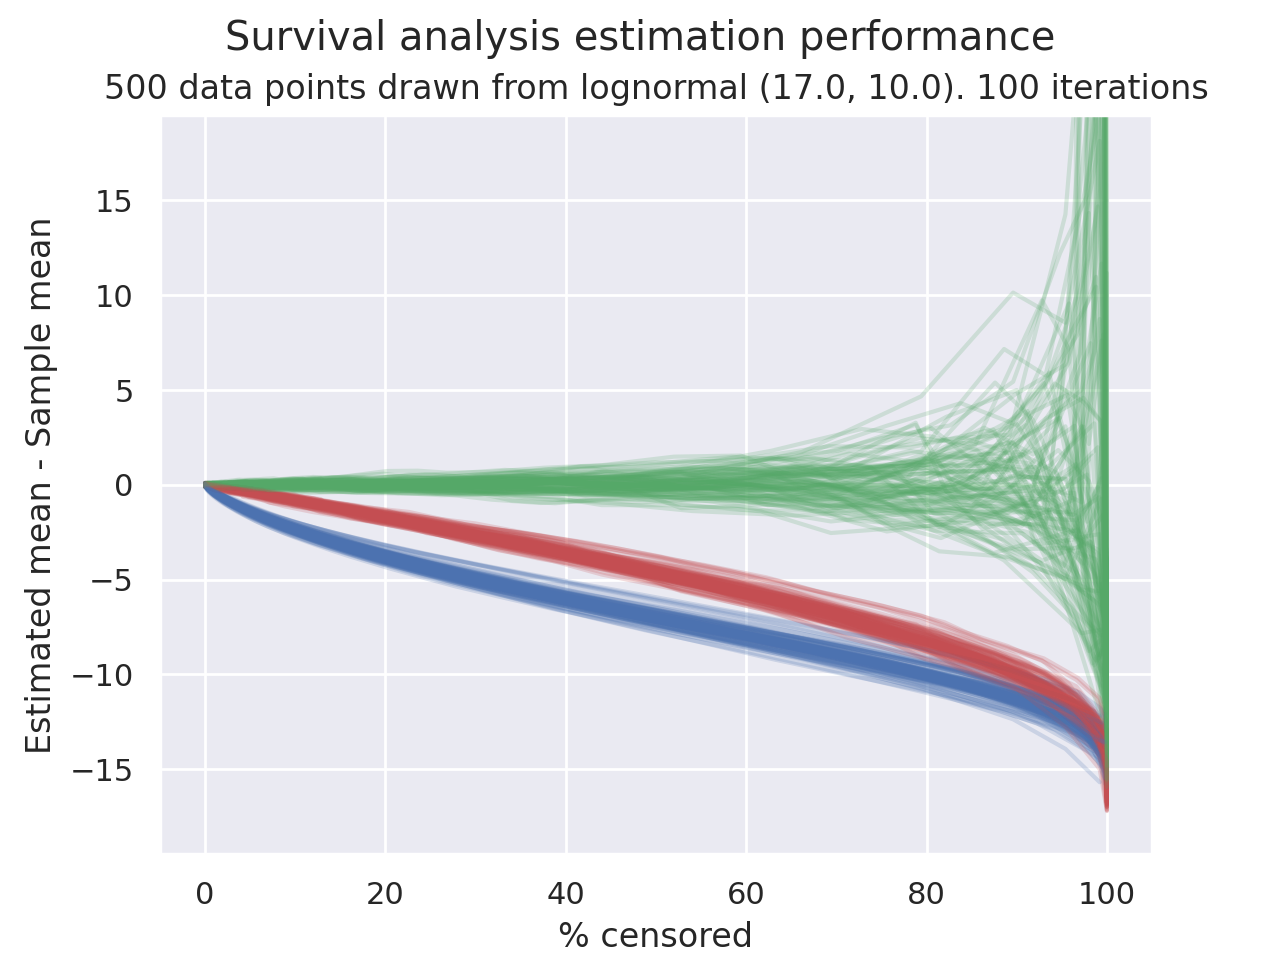 Survival analysis estimation performance
500 data points drawn from lognormal (17.0, 10.0). 100 iterations
Estimated mean - Sample mean
15
10
5
0
−5
−10
−15
0 20 40 60 80 100
% censored